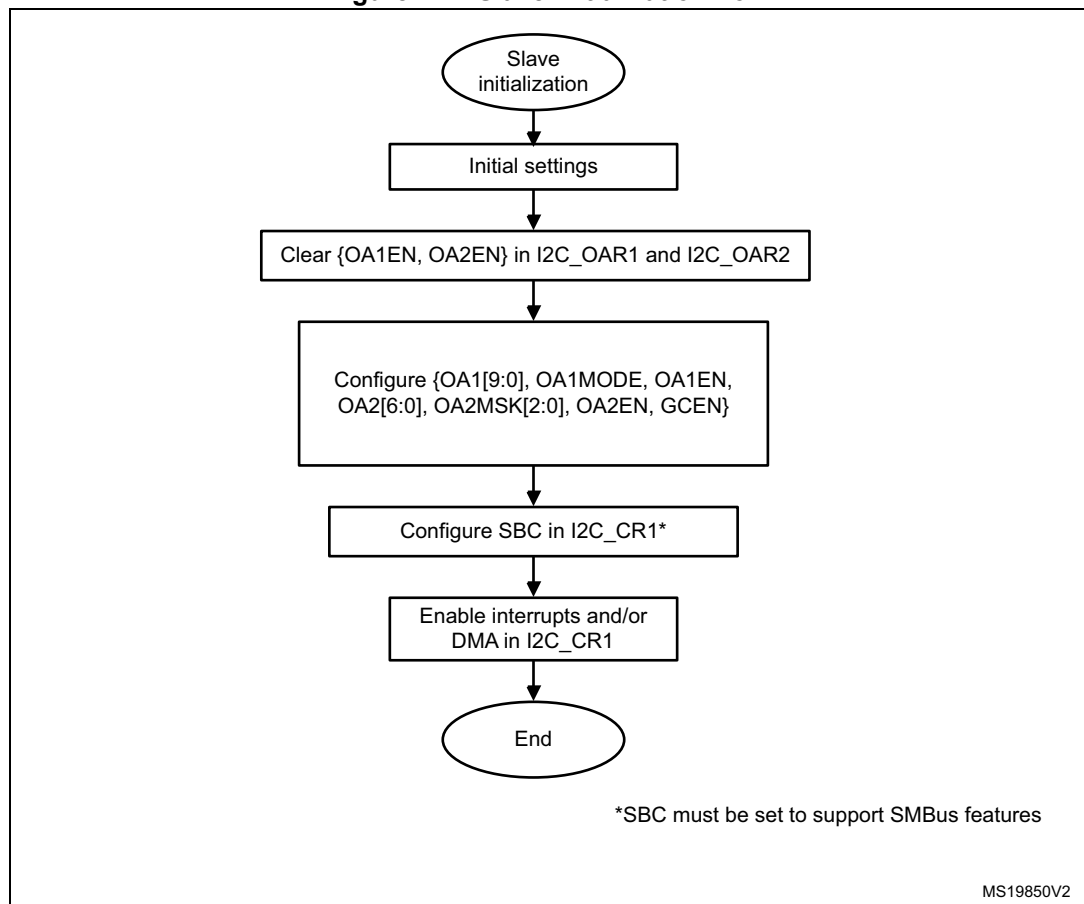 Slave
initialization
Initial settings
Clear {OA1EN, OA2EN} in I2C_OAR1 and I2C_OAR2
Configure {OA1[9:0], OA1MODE, OA1EN,
OA2[6:0], OA2MSK[2:0], OA2EN, GCEN}
Configure SBC in I2C_CR1*
Enable interrupts and/or
DMA in I2C_CR1
End
*SBC must be set to support SMBus features
MS19850V2